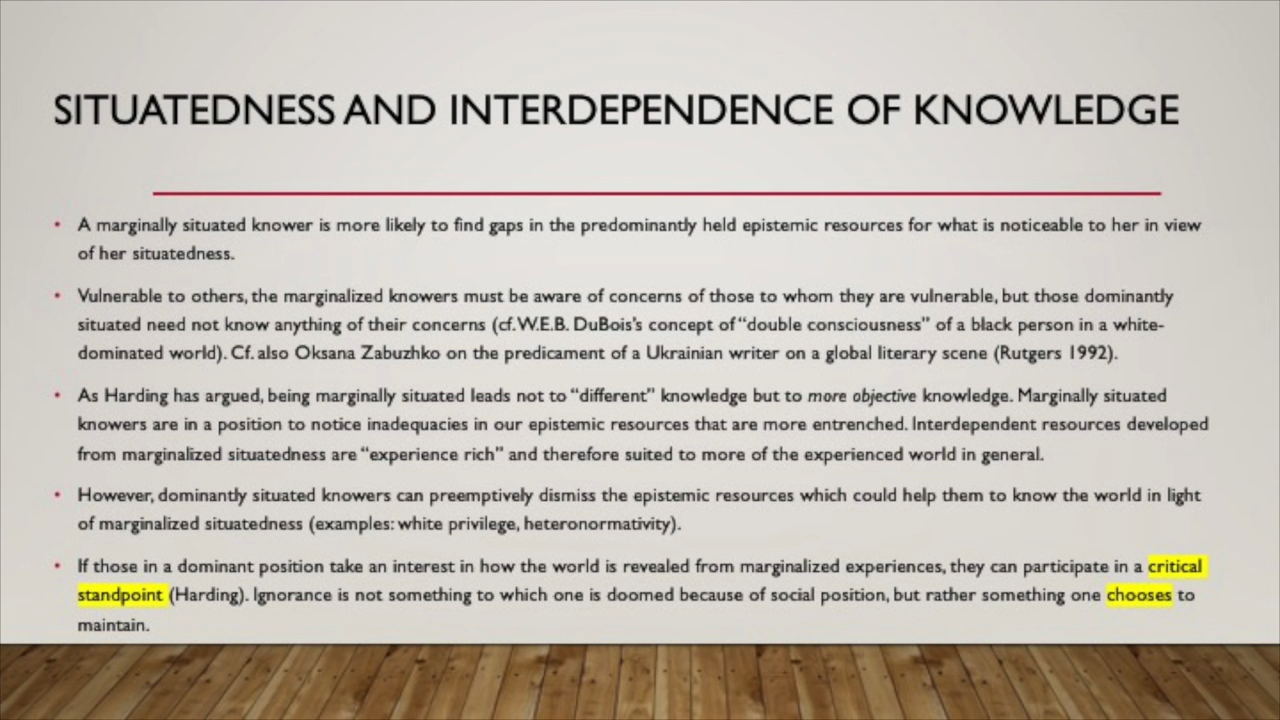 SITUATEDNESS AND INTERDEPENDENCE OF KNOWLEDGE
• A marginally situated knower is more likely to find gaps in the predominantly held epistemic resources for what is noticeable to her in view
of her situatedness.
• Vulnerable to others, the marginalized knowers must be aware of concerns of those to whom they are vulnerable, but those dominantly
situated need not know anything of their concerns (cf. W.E.B. DuBois's concept of "double consciousness" of a black person in a white-
dominated world). Cf. also Oksana Zabuzhko on the predicament of a Ukrainian writer on a global literary scene (Rutgers 1992).
• As Harding has argued, being marginally situated leads not to "different" knowledge but to more objective knowledge. Marginally situated
knowers are in a position to notice inadequacies in our epistemic resources that are more entrenched. Interdependent resources developed
from marginalized situatedness are "experience rich" and therefore suited to more of the experienced world in general.
• However, dominantly situated knowers can preemptively dismiss the epistemic resources which could help them to know the world in light
of marginalized situatedness (examples: white privilege, heteronormativity).
• If those in a dominant position take an interest in how the world is revealed from marginalized experiences, they can participate in a critical
standpoint (Harding). Ignorance is not something to which one is doomed because of social position, but rather something one chooses to
maintain.